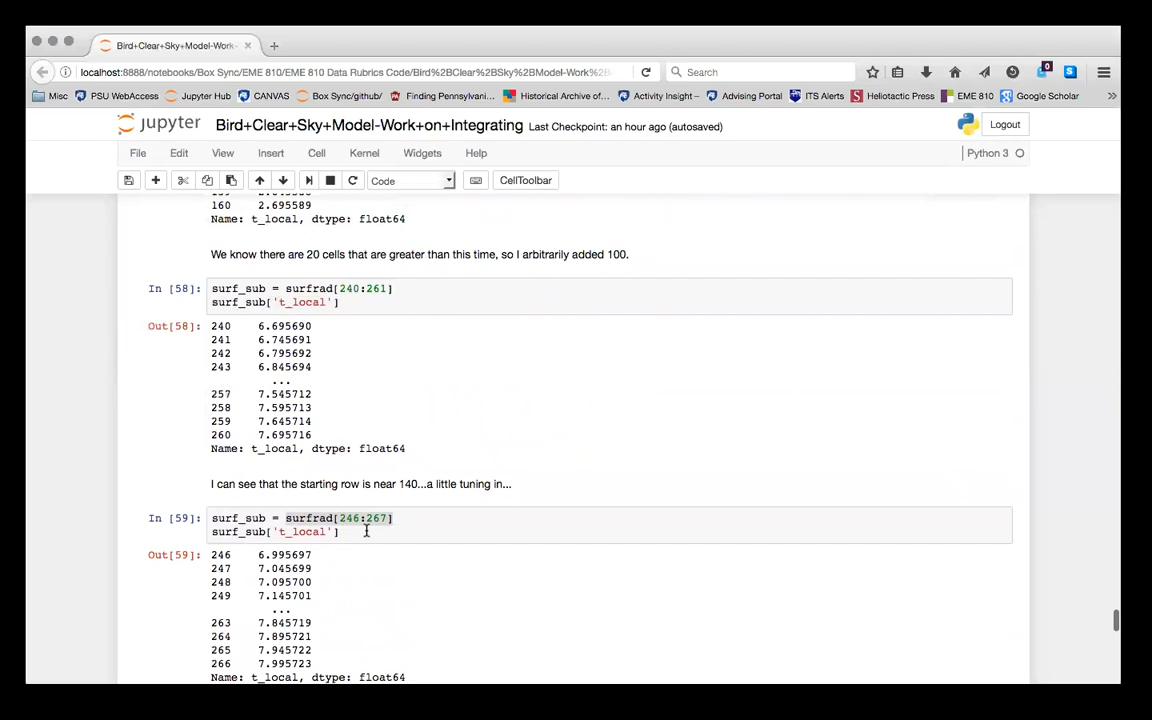 Bird+Clear+Sky+Model-Work-
localhost:8888/notebooks/Box Sync/EME 810/EME 810 Data Rubrics Code/Bird%2BClear%2BSky%2BModel-Work%2B
Search
0
Misc PSU WebAccess Jupyter Hub CANVAS Box Sync/github/ Finding Pennsylvani... Historical Archive of... Activity Insight – Advising Portal ITS Alerts Heliotactic Press EME 810 Google Scholar
jupyter Bird+Clear+Sky+Model-Work+on+Integrating Last Checkpoint: an hour ago (autosaved) Logout
File Edit View Insert Cell Kernel Widgets Help Python 3
Code CellToolbar
160 2.695589
Name: t_local, dtype: float64
We know there are 20 cells that are greater than this time, so I arbitrarily added 100.
In [58]: surf_sub = surfrad[240:261]
surf_sub['t_local']
Out[58]: 240 6.695690
241 6.745691
242 6.795692
243 6.845694
...
257 7.545712
258 7.595713
259 7.645714
260 7.695716
Name: t_local, dtype: float64
I can see that the starting row is near 140...a little tuning in...
In [59]: surf_sub = surfrad[246:267]
surf_sub['t_local']
Out[59]: 246 6.995697
247 7.045699
248 7.095700
249 7.145701
...
263 7.845719
264 7.895721
265 7.945722
266 7.995723
Name: t_local, dtype: float64